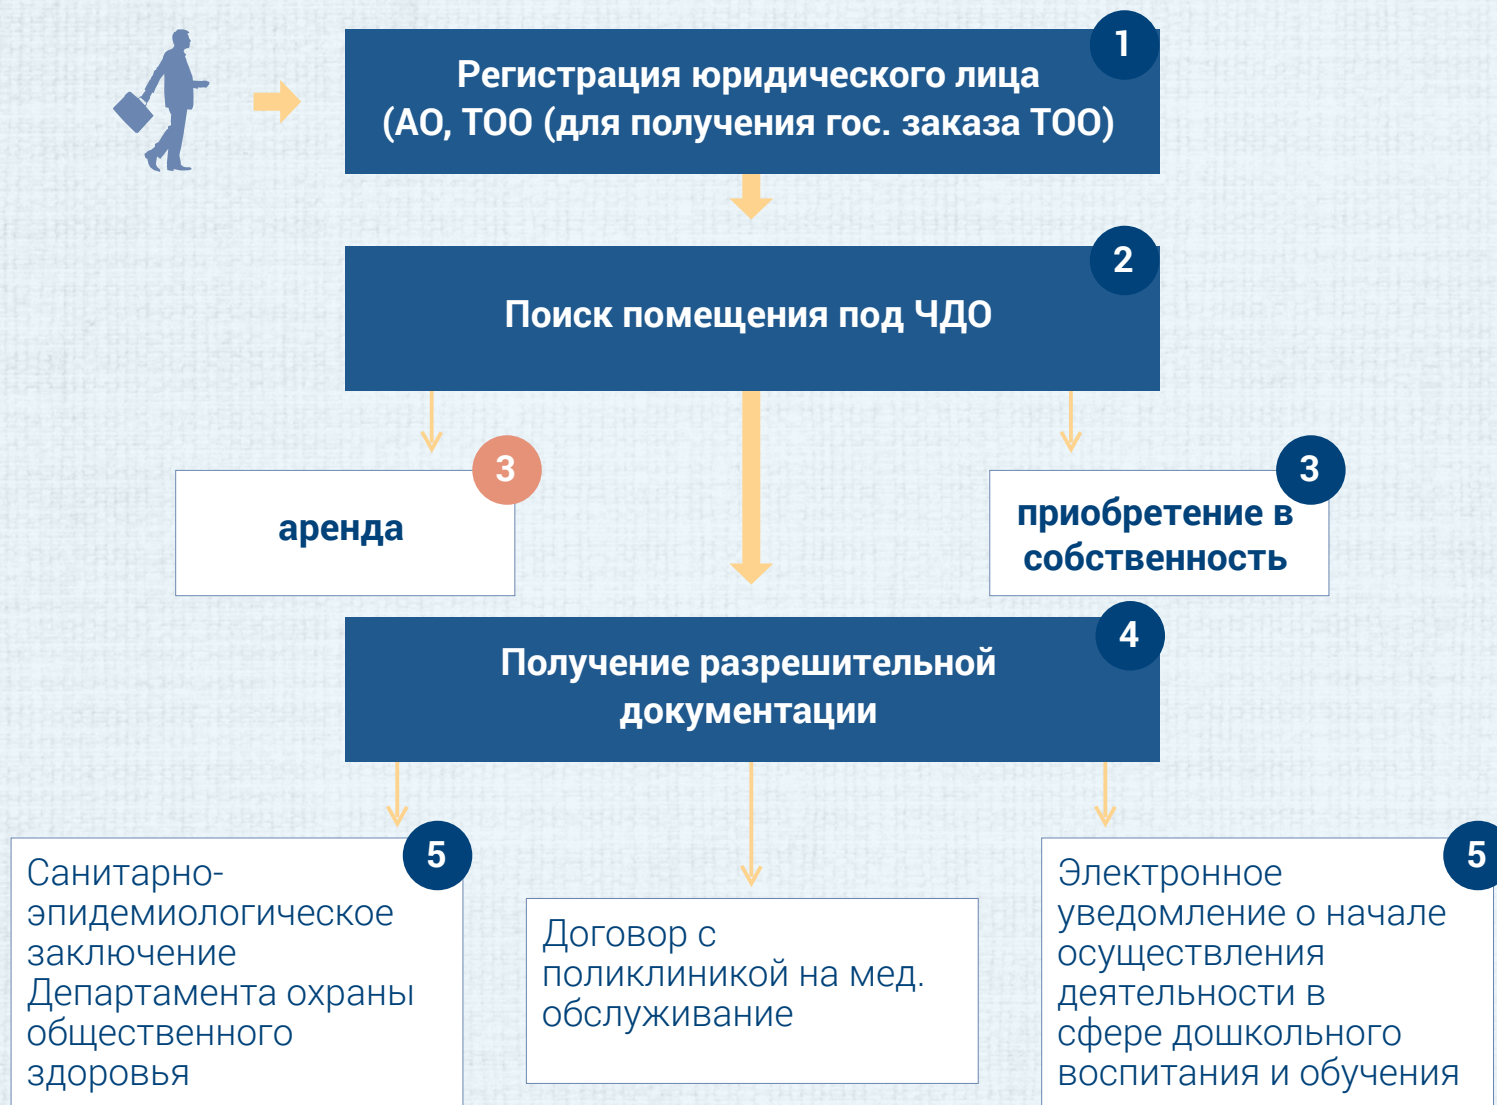 1
Регистрация юридического лица
(АО, ТОО (для получения гос. заказа ТОО)
2
Поиск помещения под ЧДО
3
аренда
3
приобретение в
собственность
4
Получение разрешительной
документации
5
Санитарно-
эпидемиологическое
заключение
Департамента охраны
общественного
здоровья
Договор с
поликлиникой на мед.
обслуживание
5
Электронное
уведомление о начале
осуществления
деятельности в
сфере дошкольного
воспитания и обучения